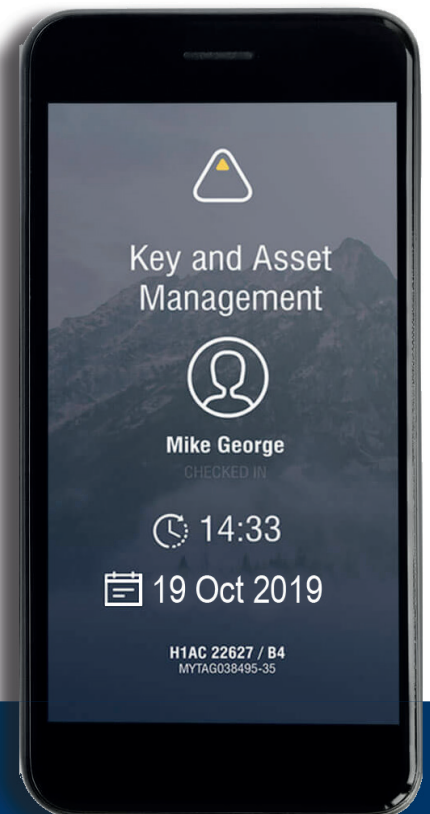 Key and Asset
Management
Mike George
CHECKED IN
14:33
19 Oct 2019
H1AC 22627 / B4
MYTAG038495-35